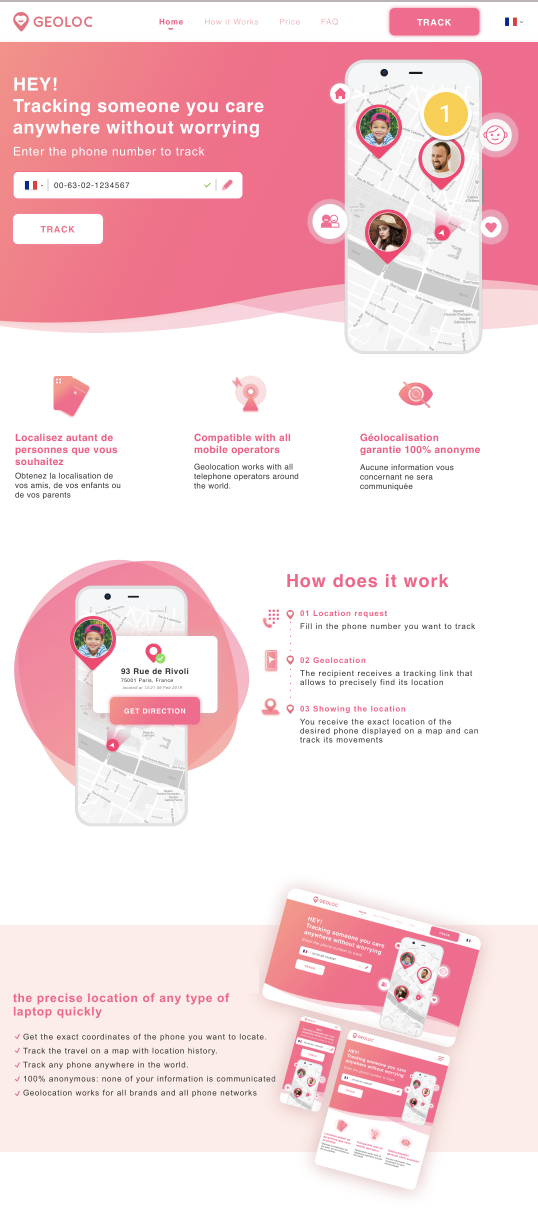 GEOLOC
Home
How it Works
Price
FAQ
TRACK
HEY!
Tracking someone you care
anywhere without worrying
Enter the phone number to track
00-63-02-1234567
TRACK
1
Localisez autant de
personnes que vous
souhaitez
Obtenez la localisation de
vos amis, de vos enfants ou
de vos parents
Compatible with all
mobile operators
Geolocation works with all
telephone operators around
the world.
Géolocalisation
garantie 100% anonyme
Aucune information vous
concernant ne sera
communiquée
93 Rue de Rivoli
75001 Paris, France
GET DIRECTION
How does it work
01 Location request
Fill in the phone number you want to track
02 Geolocation
The recipient receives a tracking link that
allows to precisely find its location
03 Showing the location
You receive the exact location of the
desired phone displayed on a map and can
track its movements
the precise location of any type of
laptop quickly
Get the exact coordinates of the phone you want to locate.
Track the travel on a map with location history.
Track any phone anywhere in the world.
100% anonymous: none of your information is communicated
Geolocation works for all brands and all phone networks
GEOLOC
HEY!
Tracking someone you care
anywhere without worrying
Enter the phone number to track
GEOLOC
HEY!
Tracking someone you care
anywhere without worrying